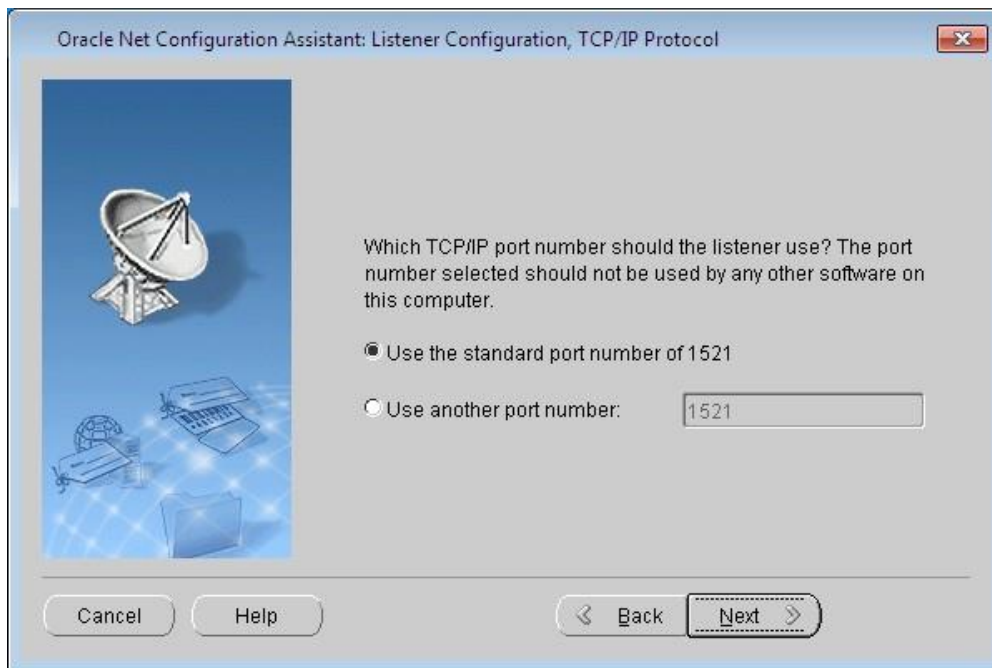 Oracle Net Configuration Assistant: Listener Configuration, TCP/IP Protocol
Which TCP/IP port number should the listener use? The port
number selected should not be used by any other software on
this computer.
Use the standard port number of 1521
Use another port number: 1521
Cancel Help Back Next